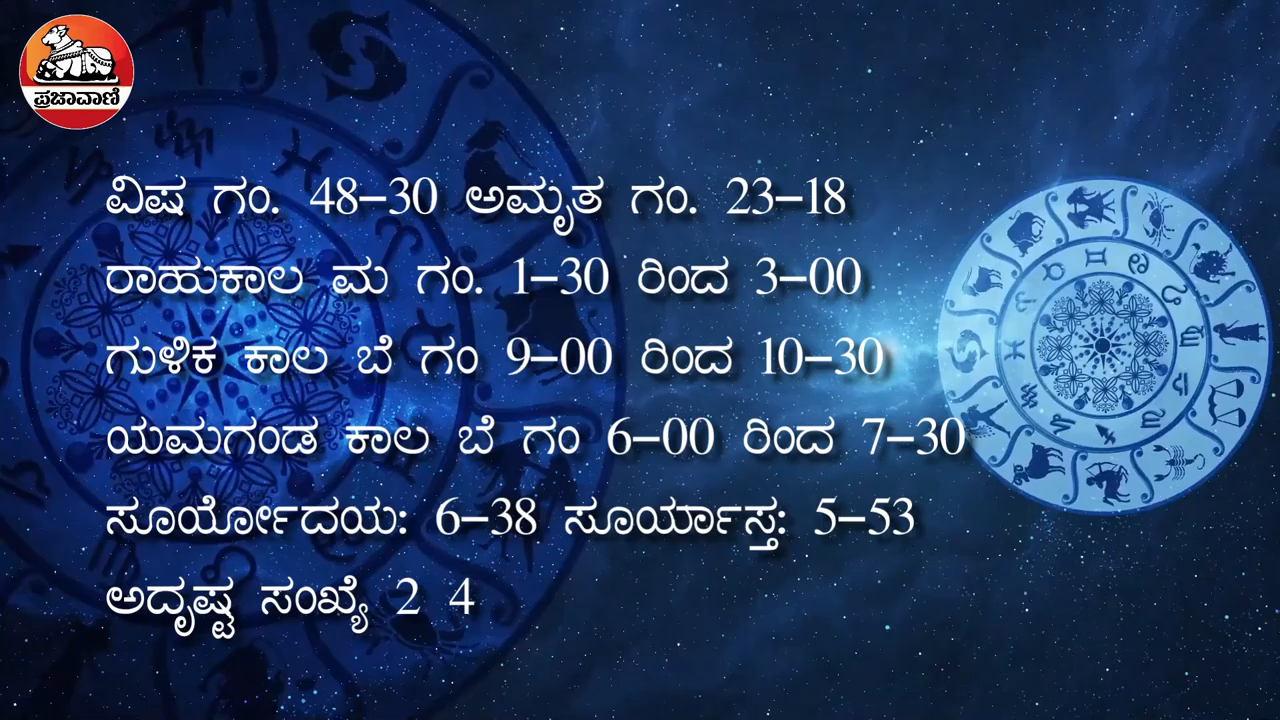 ಪ್ರಜಾವಾಣಿ
ವಿಷ ಗಂ. 48–30 ಅಮೃತ ಗಂ. 23–18
ರಾಹುಕಾಲ ಮ ಗಂ. 1–30 ರಿಂದ 3–00
ಗುಳಿಕ ಕಾಲ ಬೆ ಗಂ 9–00 ರಿಂದ 10–30
ಯಮಗಂಡ ಕಾಲ ಬೆ ಗಂ 6–00 ರಿಂದ 7–30
ಸೂರ್ಯೋದಯ: 6–38 ಸೂರ್ಯಾಸ್ತ: 5–53
ಅದೃಷ್ಟ ಸಂಖ್ಯೆ 2 4